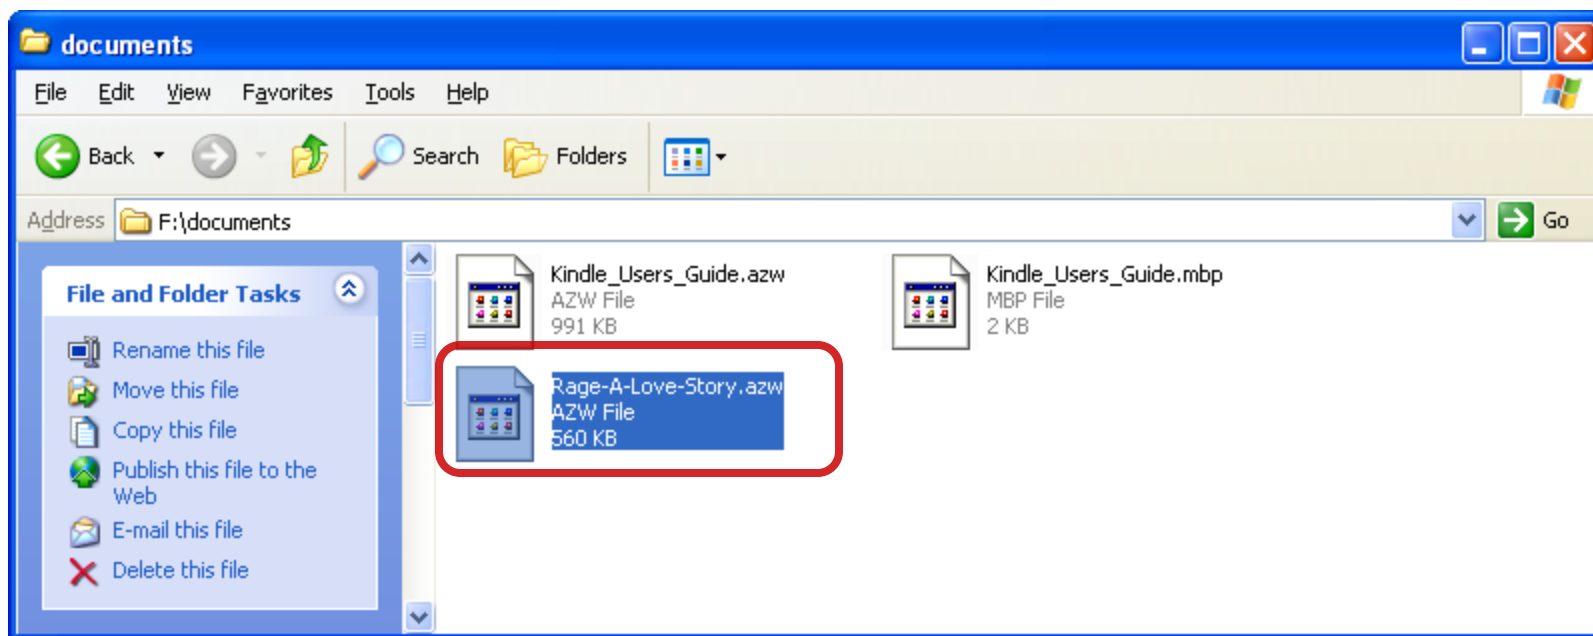 documents
File Edit View Favorites Tools Help
Back Search Folders
Address F:\documents Go
File and Folder Tasks
Rename this file
Move this file
Copy this file
Publish this file to the
Web
E-mail this file
Delete this file
Kindle_Users_Guide.azw
AZW File
991 KB
Kindle_Users_Guide.mbp
MBP File
2 KB
Rage-A-Love-Story.azw
AZW File
560 KB